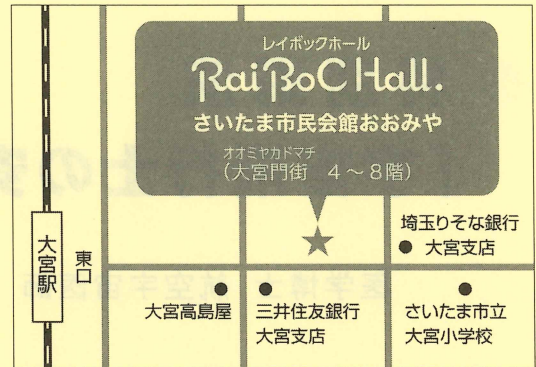 レイボックホール
RaiBoC Hall.
さいたま市民会館おおみや
オオミヤカドマチ
(大宮門街 4〜8階)
大宮駅
東口
埼玉りそな銀行
大宮支店
大宮高島屋
三井住友銀行
大宮支店
さいたま市立
大宮小学校